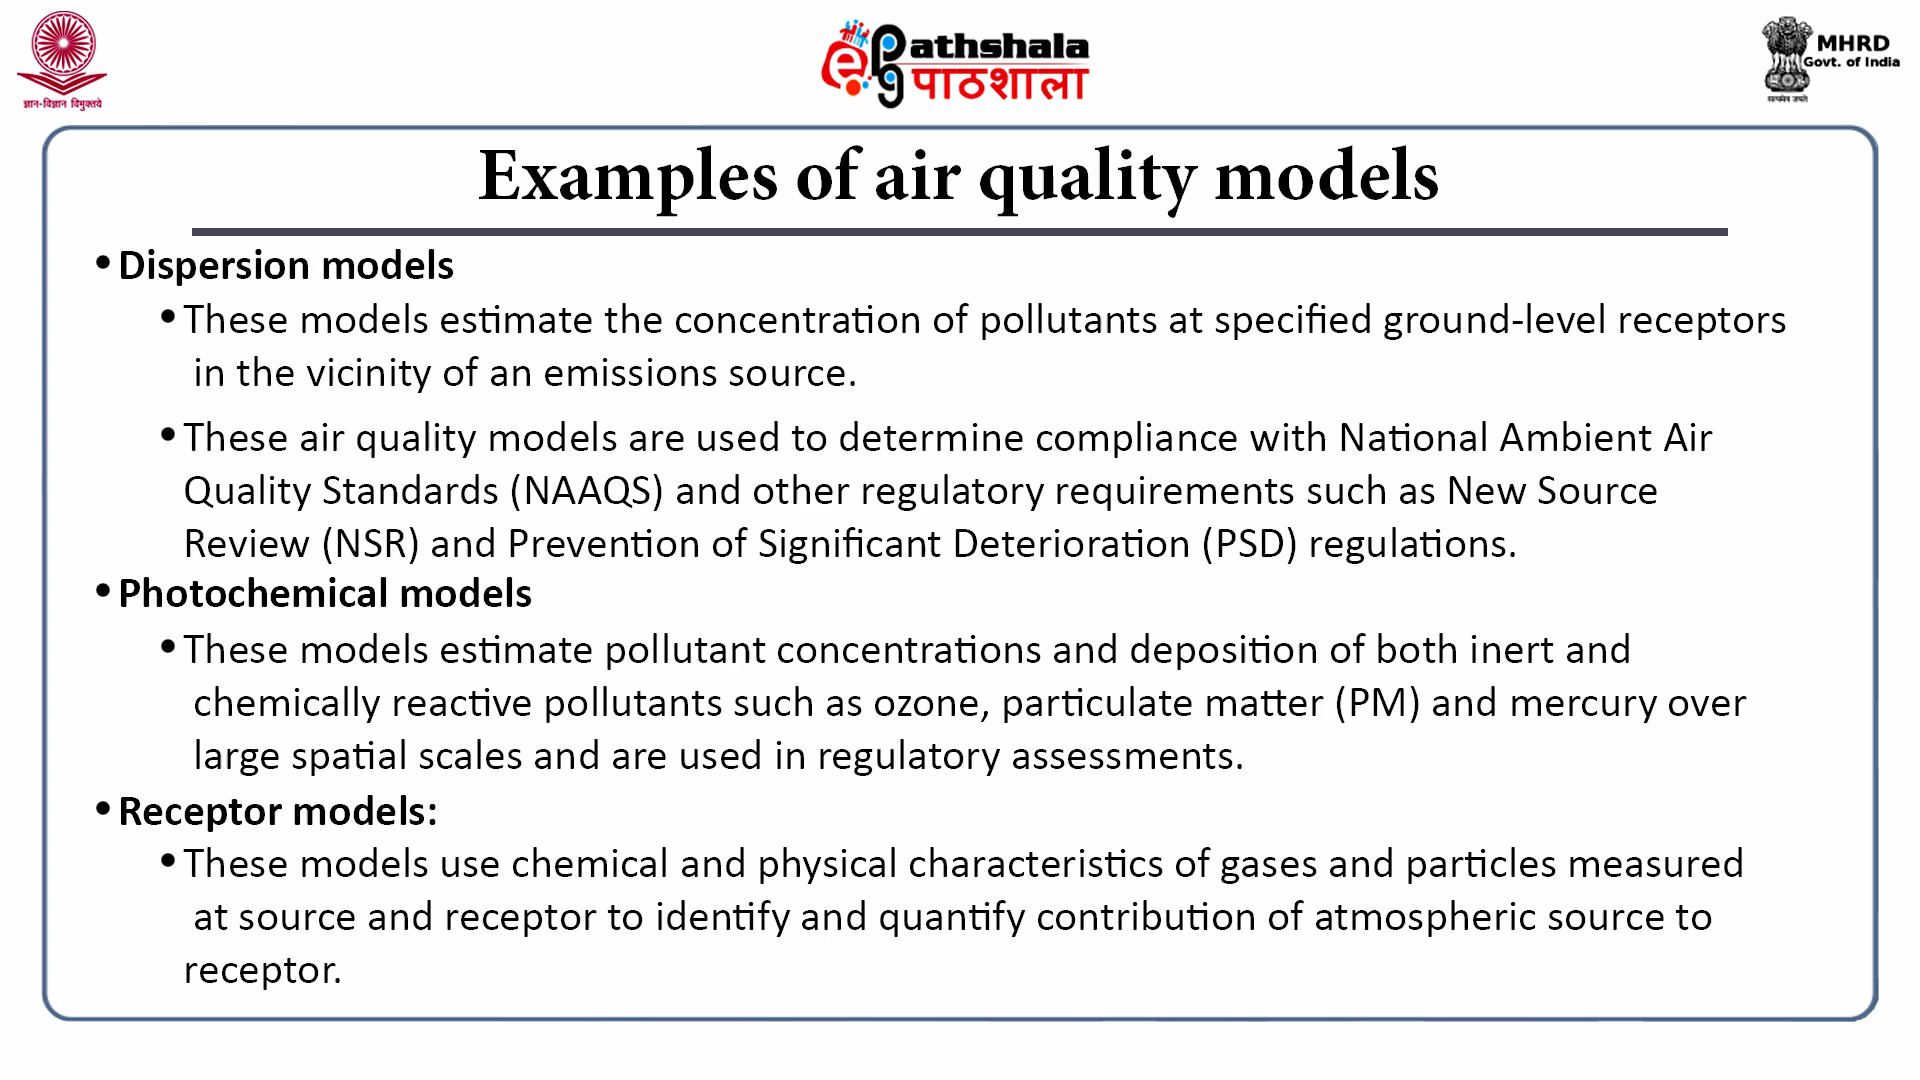 ज्ञान-विज्ञान विमुक्तये
ePathshala
पाठशाला
सत्यमेव जयते
MHRD
Govt. of India
Examples of air quality models
• Dispersion models
• These models estimate the concentration of pollutants at specified ground-level receptors
in the vicinity of an emissions source.
• These air quality models are used to determine compliance with National Ambient Air
Quality Standards (NAAQS) and other regulatory requirements such as New Source
Review (NSR) and Prevention of Significant Deterioration (PSD) regulations.
• Photochemical models
• These models estimate pollutant concentrations and deposition of both inert and
chemically reactive pollutants such as ozone, particulate matter (PM) and mercury over
large spatial scales and are used in regulatory assessments.
• Receptor models:
• These models use chemical and physical characteristics of gases and particles measured
at source and receptor to identify and quantify contribution of atmospheric source to
receptor.